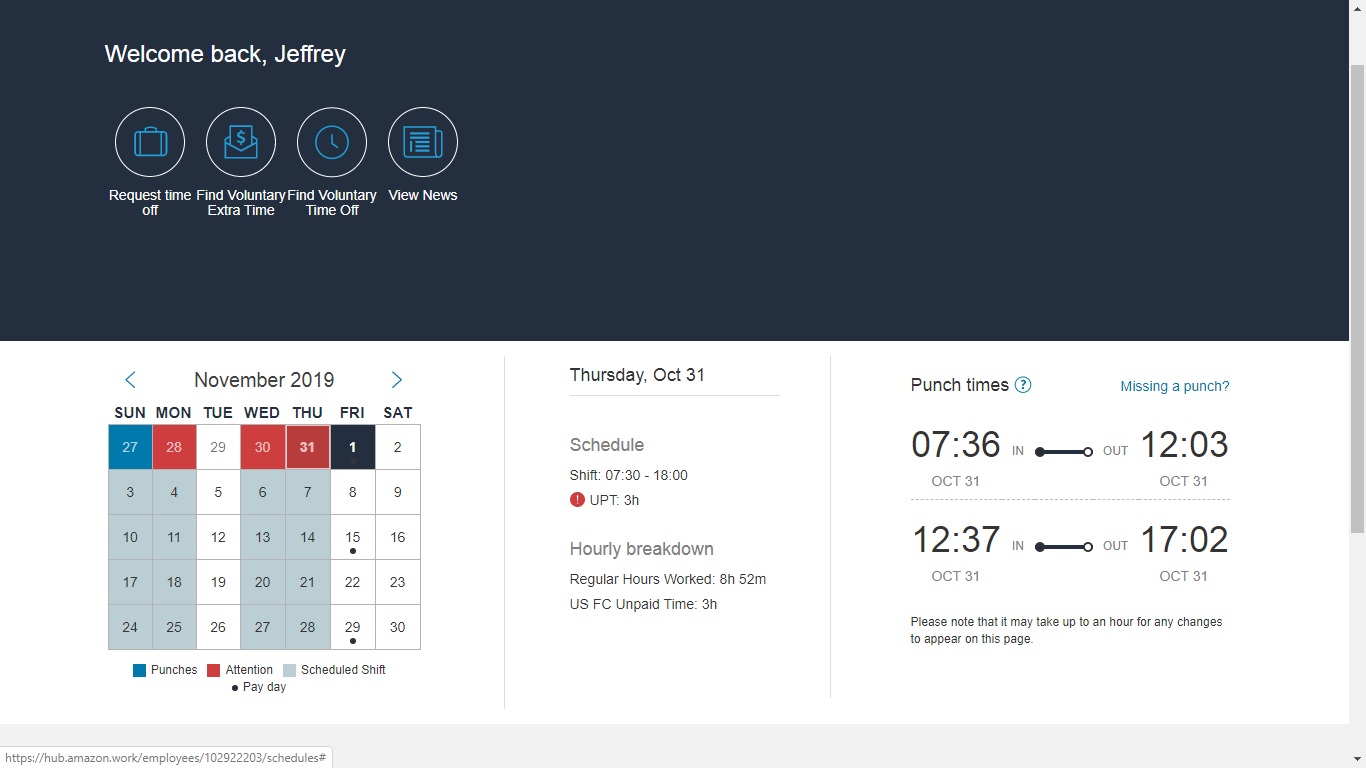 Welcome back, Jeffrey
Request time off
Find Voluntary Extra Time
Find Voluntary Time Off
View News
November 2019
SUN MON TUE WED THU FRI SAT
27 28 29 30 31 1 2
3 4 5 6 7 8 9
10 11 12 13 14 15 16
17 18 19 20 21 22 23
24 25 26 27 28 29 30
Punches Attention Scheduled Shift
Pay day
Thursday, Oct 31
Schedule
Shift: 07:30 - 18:00
! UPT: 3h
Hourly breakdown
Regular Hours Worked: 8h 52m
US FC Unpaid Time: 3h
Punch times ? Missing a punch?
07:36 IN OUT 12:03
OCT 31 OCT 31
12:37 IN OUT 17:02
OCT 31 OCT 31
Please note that it may take up to an hour for any changes
to appear on this page.
https://hub.amazon.work/employees/102922203/schedules#